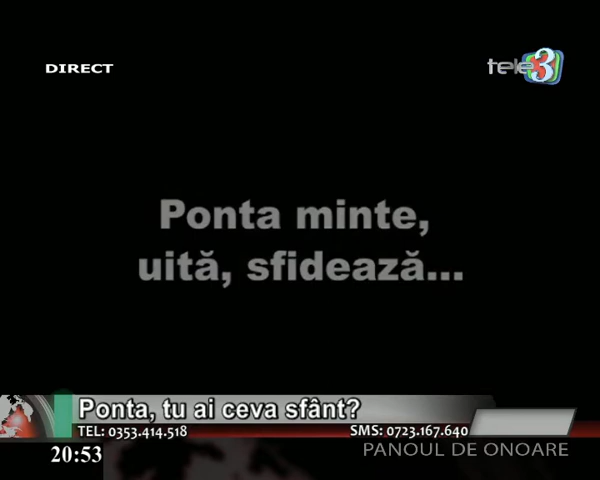 DIRECT
tele3
Ponta minte,
uită, sfidează...
Ponta, tu ai ceva sfânt?
TEL: 0353.414.518 SMS: 0723.167.640
20:53 PANOUL DE ONOARE